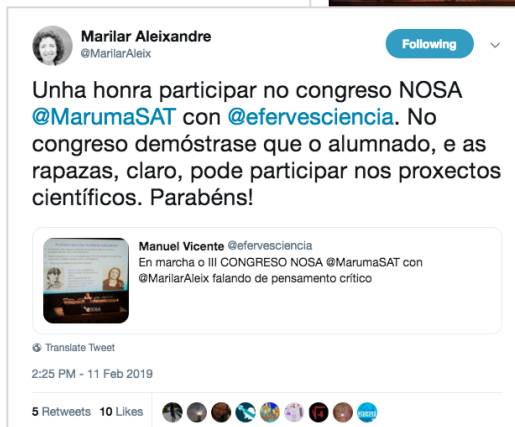 Marilar Aleixandre
@MarilarAleix
Following
Unha honra participar no congreso NOSA
@MarumaSAT con @efervesciencia. No
congreso demóstrase que o alumnado, e as
rapazas, claro, pode participar nos proxectos
científicos. Parabéns!
Manuel Vicente @efervesciencia
En marcha o III CONGRESO NOSA @MarumaSAT con
@MarilarAleix falando de pensamento crítico
Translate Tweet
2:25 PM - 11 Feb 2019
5 Retweets 10 Likes